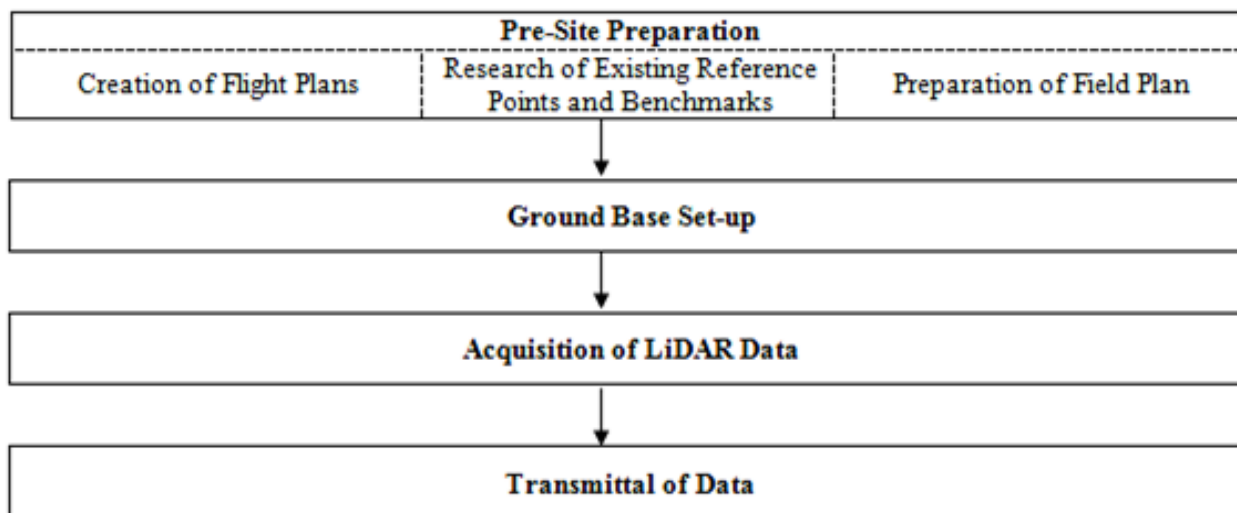 Pre-Site Preparation
Creation of Flight Plans
Research of Existing Reference
Points and Benchmarks
Preparation of Field Plan
Ground Base Set-up
Acquisition of LiDAR Data
Transmittal of Data